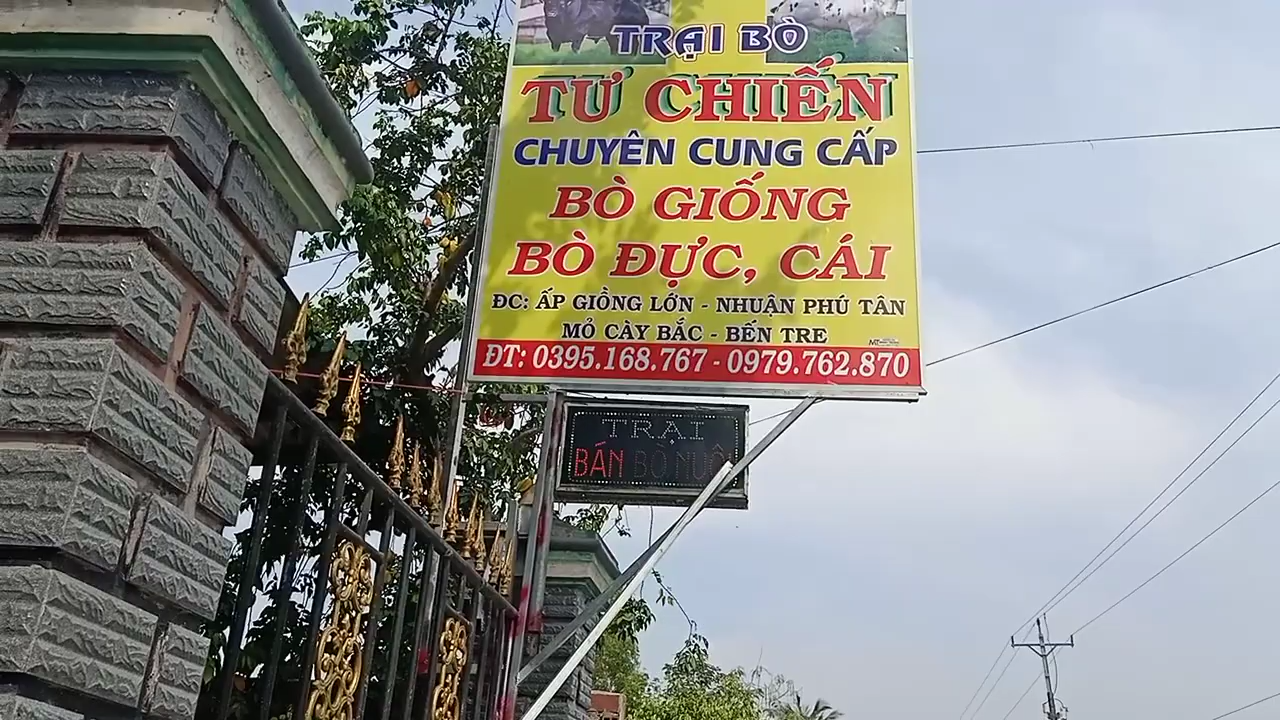 TRẠI BÒ
TƯ CHIẾN
CHUYÊN CUNG CẤP
BÒ GIỐNG
BÒ ĐỰC, CÁI
ĐC: ẤP GIỒNG LỚN - NHUẬN PHÚ TÂN
MỎ CÀY BẮC - BẾN TRE
ĐT: 0395.168.767 - 0979.762.870
TRẠI
BÁN BÒ NUÔI